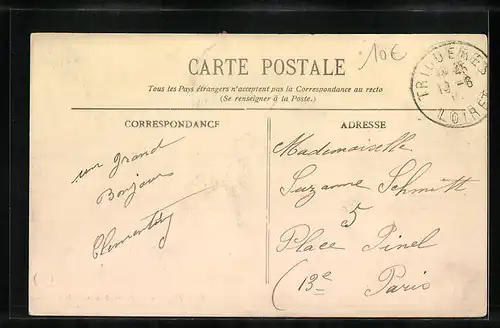 10€
CARTE POSTALE
Tous les Pays étrangers n'acceptent pas la Correspondance au recto
(Se renseigner à la Poste.)
TRIGUERES
LOIRET
CORRESPONDANCE
ADRESSE
un grand
Bonjour
Mademoiselle
Suzanne Schmitt
5
Place Pinel
(13e
Paris